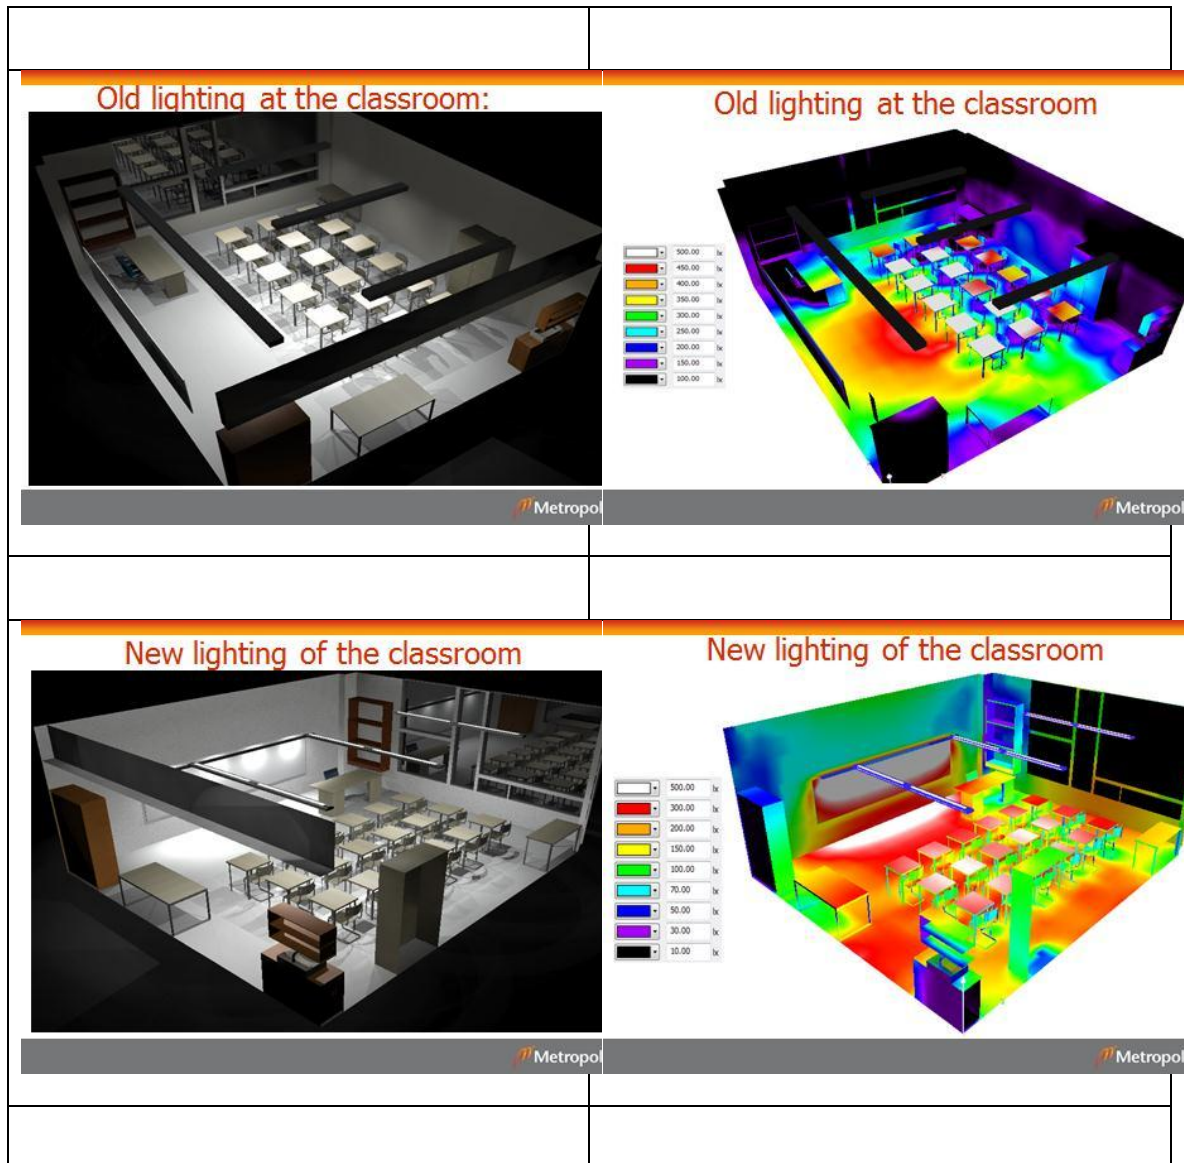 Old lighting at the classroom:
Old lighting at the classroom
500.00 lx
450.00 lx
400.00 lx
350.00 lx
300.00 lx
250.00 lx
200.00 lx
150.00 lx
100.00 lx
Metropol
Metropol
New lighting of the classroom
New lighting of the classroom
500.00 lx
300.00 lx
200.00 lx
150.00 lx
100.00 lx
70.00 lx
50.00 lx
30.00 lx
10.00 lx
Metropol
Metropol